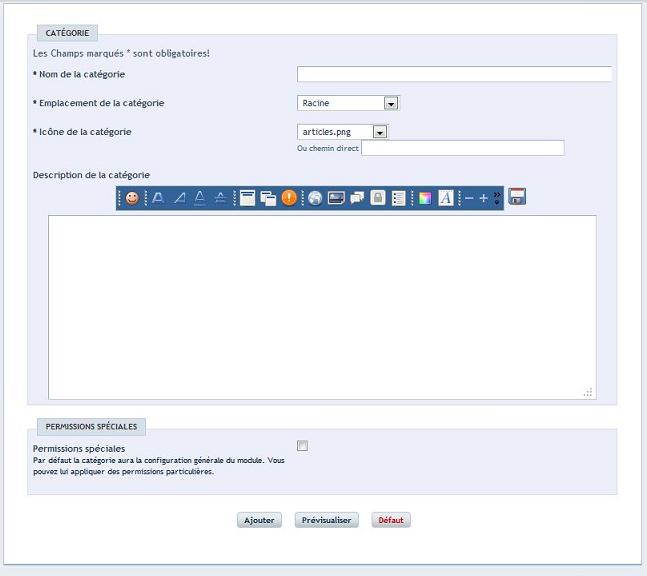 CATÉGORIE
Les Champs marqués * sont obligatoires!
* Nom de la catégorie
* Emplacement de la catégorie
Racine
* Icône de la catégorie
articles.png
Ou chemin direct
Description de la catégorie
PERMISSIONS SPÉCIALES
Permissions spéciales
Par défaut la catégorie aura la configuration générale du module. Vous
pouvez lui appliquer des permissions particulières.
Ajouter Prévisualiser Défaut